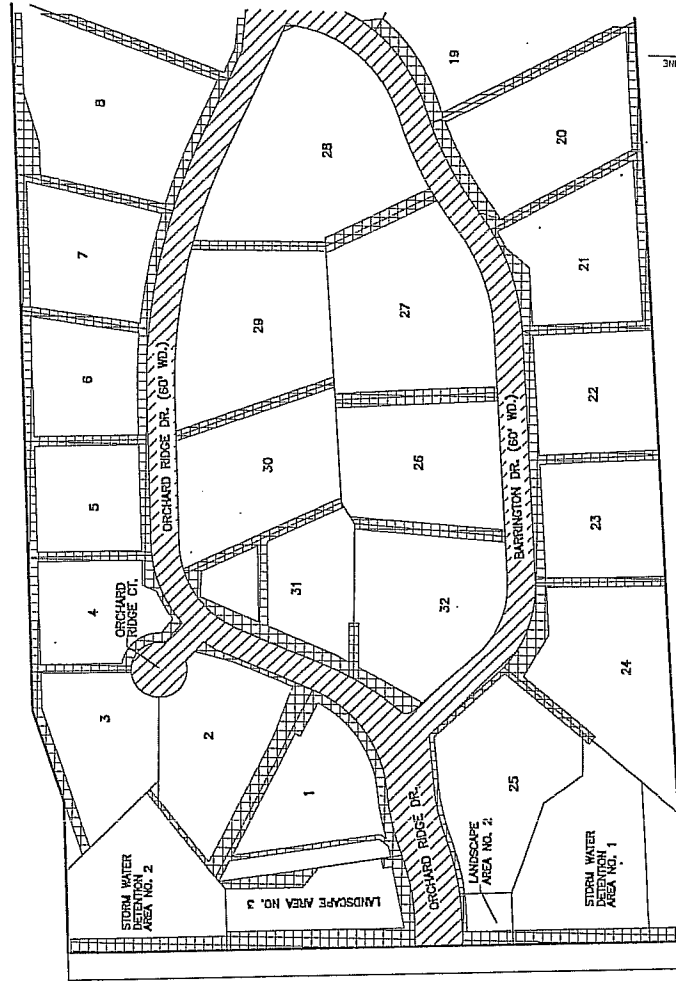 8
7
6
5
4
3
2
1
ORCHARD
RIDGE CT.
ORCHARD RIDGE DR. (60' WD.)
19
20
21
22
23
24
25
26
27
28
29
30
31
32
BARRINGTON DR. (60' WD.)
ORCHARD RIDGE DR.
STORM WATER
DETENTION
AREA NO. 2
LANDSCAPE AREA NO. 3
LANDSCAPE
AREA NO. 2
STORM WATER
DETENTION
AREA NO. 1
INE